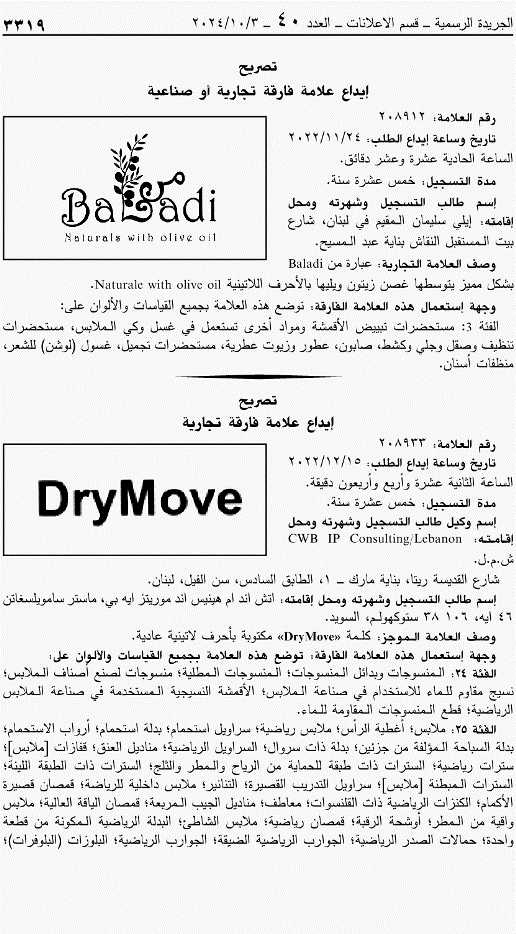 الجريدة الرسمية ــ قسم الاعلانات ــ العدد ٤٠ ــ ٢٠٢٤/١٠/٣
٣٣١٩
تصريح
إيداع علامة فارقة تجارية أو صناعية
رقم العلامة: ٢٠٨٩١٢
تاريخ وساعة إيداع الطلب: ٢٠٢٢/١١/٢٤
الساعة الحادية عشرة وعشر دقائق.
مدة التسجيل: خمس عشرة سنة.
إسم طالب التسجيل وشهرته ومحل
إقامته: إيلي سليمان المقيم في لبنان، شارع
بيت المستقبل النقاش بناية عبد المسيح.
وصف العلامة التجارية: عبارة من Baladi
Baladi
Naturals with olive oil
بشكل مميز يتوسطها غصن زيتون ويليها بالأحرف اللاتينية Naturale with olive oil.
وجهة إستعمال هذه العلامة الفارقة: توضع هذه العلامة بجميع القياسات والألوان على:
الفئة 3: مستحضرات تبييض الأقمشة ومواد أخرى تستعمل في غسل وكي الملابس، مستحضرات
تنظيف وصقل وجلي وكشط، صابون، عطور وزيوت عطرية، مستحضرات تجميل، غسول (لوشن) للشعر،
منظفات أسنان.
تصريح
إيداع علامة فارقة تجارية
رقم العلامة: ٢٠٨٩٣٣
تاريخ وساعة إيداع الطلب: ٢٠٢٢/١٢/١٥
الساعة الثانية عشرة وأربع وأربعون دقيقة.
مدة التسجيل: خمس عشرة سنة.
إسم وكيل طالب التسجيل وشهرته ومحل
إقامته: CWB IP Consulting/Lebanon
ش.م.ل.
DryMove
شارع القديسة ريتا، بناية مارك ــ ١، الطابق السادس، سن الفيل، لبنان.
إسم طالب التسجيل وشهرته ومحل إقامته: اتش اند ام هينيس اند موريتز ايه بي، ماستر سامويلسغاتن
٤٦ ايه، ١٠٦ ٣٨ ستوكهولم، السويد.
وصف العلامة الموجز: كلمة «DryMove» مكتوبة بأحرف لاتينية عادية.
وجهة إستعمال هذه العلامة الفارقة: توضع هذه العلامة بجميع القياسات والالوان على:
الفئة ٢٤: المنسوجات وبدائل المنسوجات؛ المنسوجات المطلية؛ منسوجات لصنع أصناف الملابس؛
نسيج مقاوم للماء للاستخدام في صناعة الملابس؛ الأقمشة النسيجية المستخدمة في صناعة الملابس
الرياضية؛ قطع المنسوجات المقاومة للماء.
الفئة ٢٥: ملابس؛ أغطية الرأس؛ ملابس رياضية؛ سراويل استحمام؛ بدلة استحمام؛ أرواب الاستحمام؛
بدلة السباحة المؤلفة من جزئين؛ بدلة ذات سروال؛ السراويل الرياضية؛ مناديل العنق؛ قفازات [ملابس]؛
سترات رياضية؛ السترات ذات طبقة للحماية من الرياح والمطر والثلج؛ السترات ذات الطبقة اللينة؛
السترات المبطنة [ملابس]؛ سراويل التدريب القصيرة؛ التنانير؛ ملابس داخلية للرياضة؛ قمصان قصيرة
الأكمام؛ الكنزات الرياضية ذات القلنسوات؛ معاطف؛ مناديل الجيب المربعة؛ قمصان الياقة العالية؛ ملابس
واقية من المطر؛ أوشحة الرقبة؛ قمصان رياضية؛ ملابس الشاطئ؛ البدلة الرياضية المكونة من قطعة
واحدة؛ حمالات الصدر الرياضية؛ الجوارب الرياضية الضيقة؛ الجوارب الرياضية؛ البلوزات (البلوفرات)؛